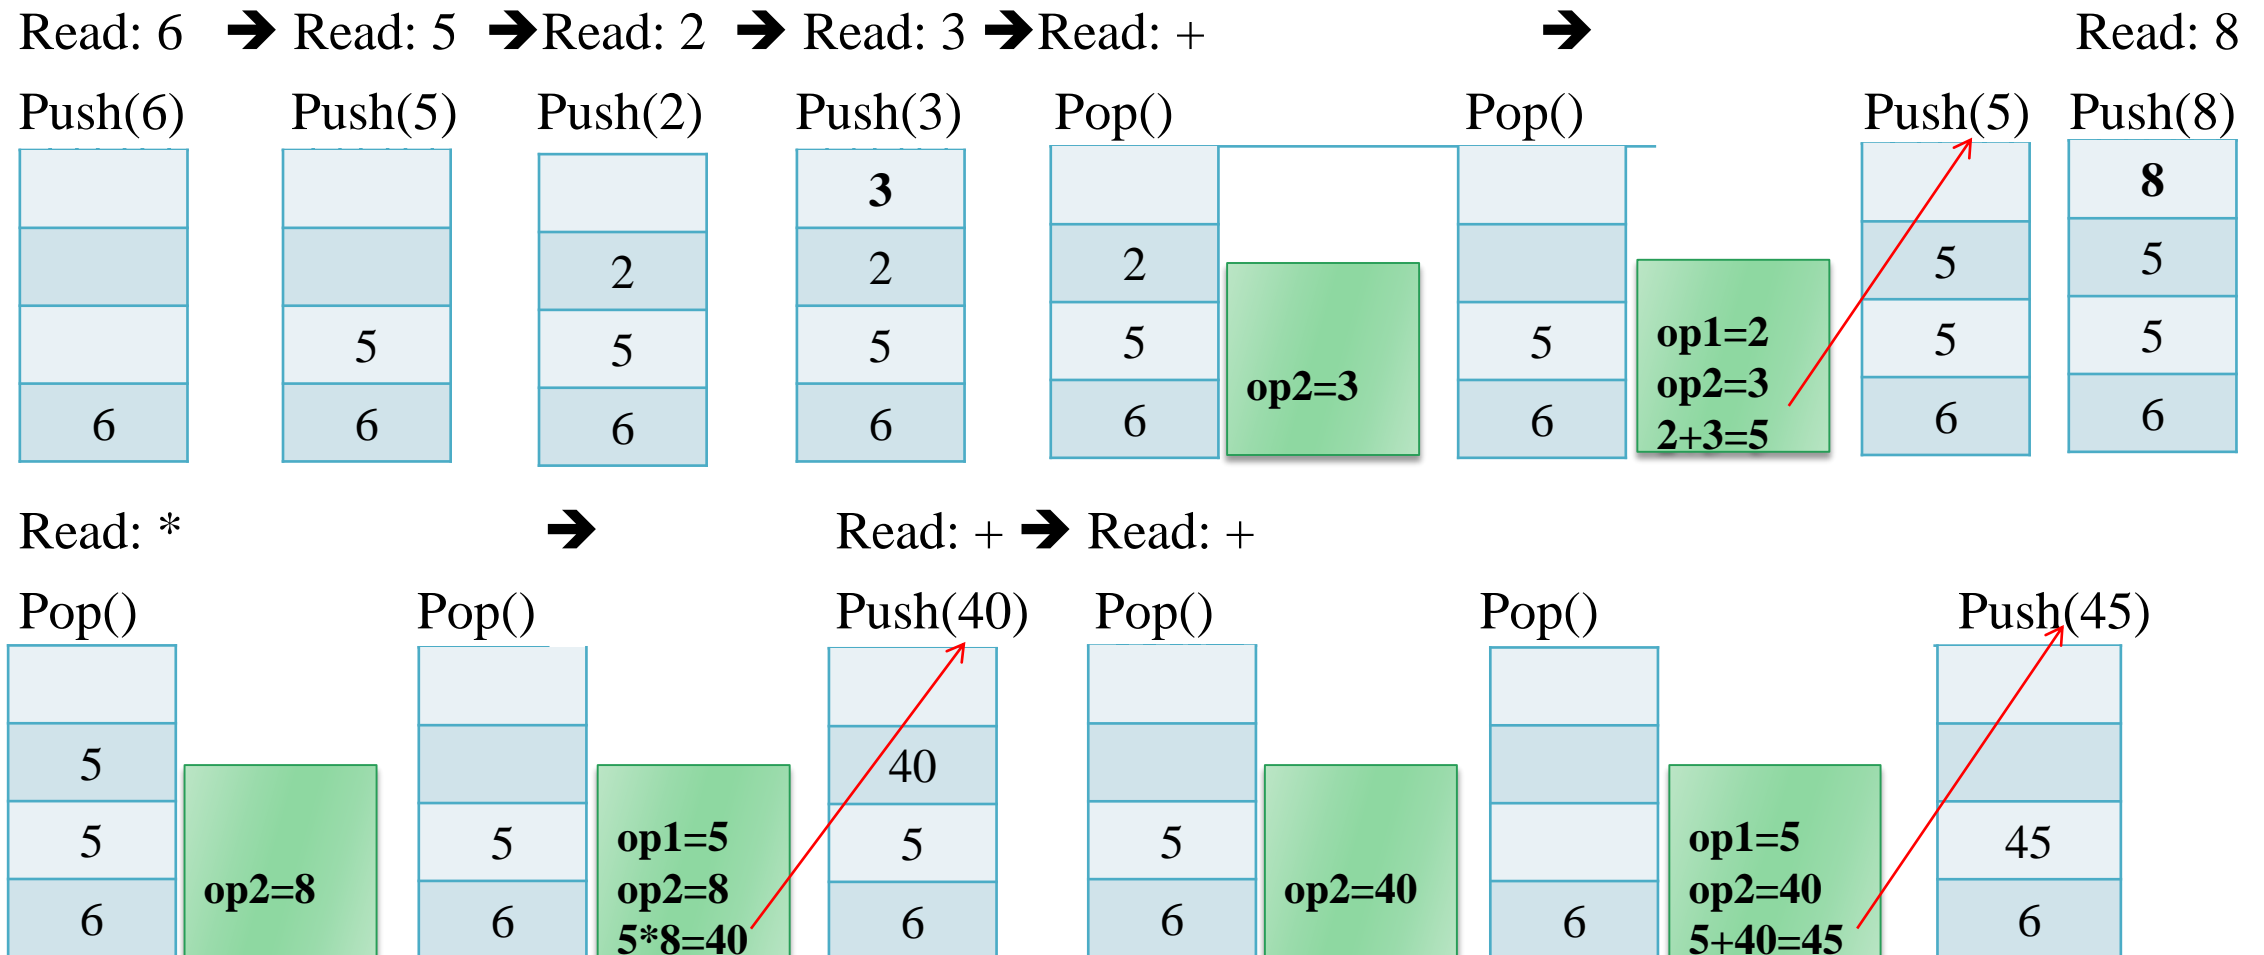 Read: 6 ➔ Read: 5 ➔ Read: 2 ➔ Read: 3 ➔ Read: + ➔ Read: 8
Push(6) Push(5) Push(2) Push(3) Pop() Pop() Push(5) Push(8)
3 8
2 2 2 5 5
5 5 5 5 5 op1=2 5 5
op2=3 op2=3
6 6 6 6 6 6 2+3=5 6 6
Read: * ➔ Read: + ➔ Read: +
Pop() Pop() Push(40) Pop() Pop() Push(45)
5 40
5 5 op1=5 5 5 op1=5 45
op2=8 op2=8 op2=40 op2=40
6 6 5*8=40 6 6 6 5+40=45 6